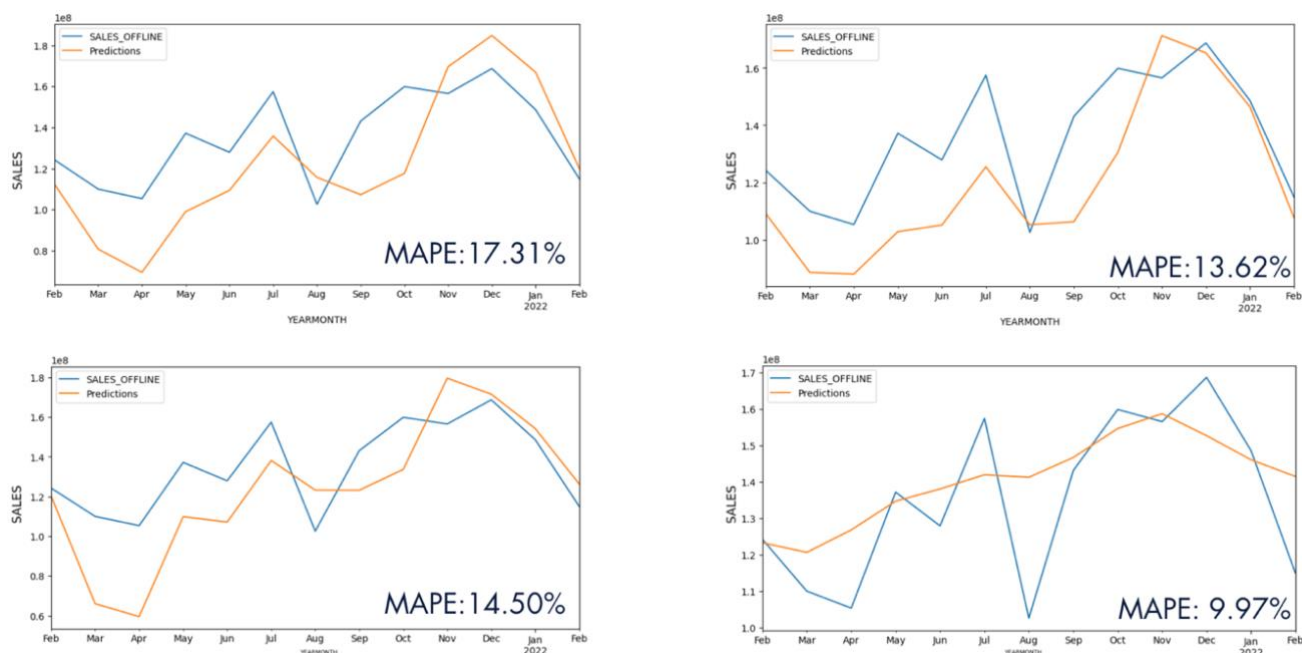 1e8
SALES_OFFLINE
Predictions
1.8
1.6
1.4
1.2
1.0
0.8
SALES
MAPE:17.31%
Feb Mar Apr May Jun Jul Aug Sep Oct Nov Dec Jan Feb
2022
YEARMONTH
1e8
SALES_OFFLINE
Predictions
1.6
1.4
1.2
1.0
SALES
MAPE:13.62%
Feb Mar Apr May Jun Jul Aug Sep Oct Nov Dec Jan Feb
2022
YEARMONTH
1e8
SALES_OFFLINE
Predictions
1.8
1.6
1.4
1.2
1.0
0.8
0.6
SALES
MAPE:14.50%
Feb Mar Apr May Jun Jul Aug Sep Oct Nov Dec Jan Feb
2022
YEARMONTH
1e8
SALES_OFFLINE
Predictions
1.7
1.6
1.5
1.4
1.3
1.2
1.1
1.0
SALES
MAPE: 9.97%
Feb Mar Apr May Jun Jul Aug Sep Oct Nov Dec Jan Feb
2022
YEARMONTH